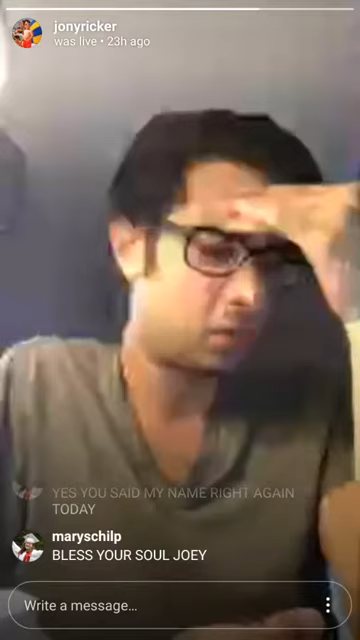 jonyricker
was live • 23h ago
YES YOU SAID MY NAME RIGHT AGAIN
TODAY
maryschilp
BLESS YOUR SOUL JOEY
Write a message...